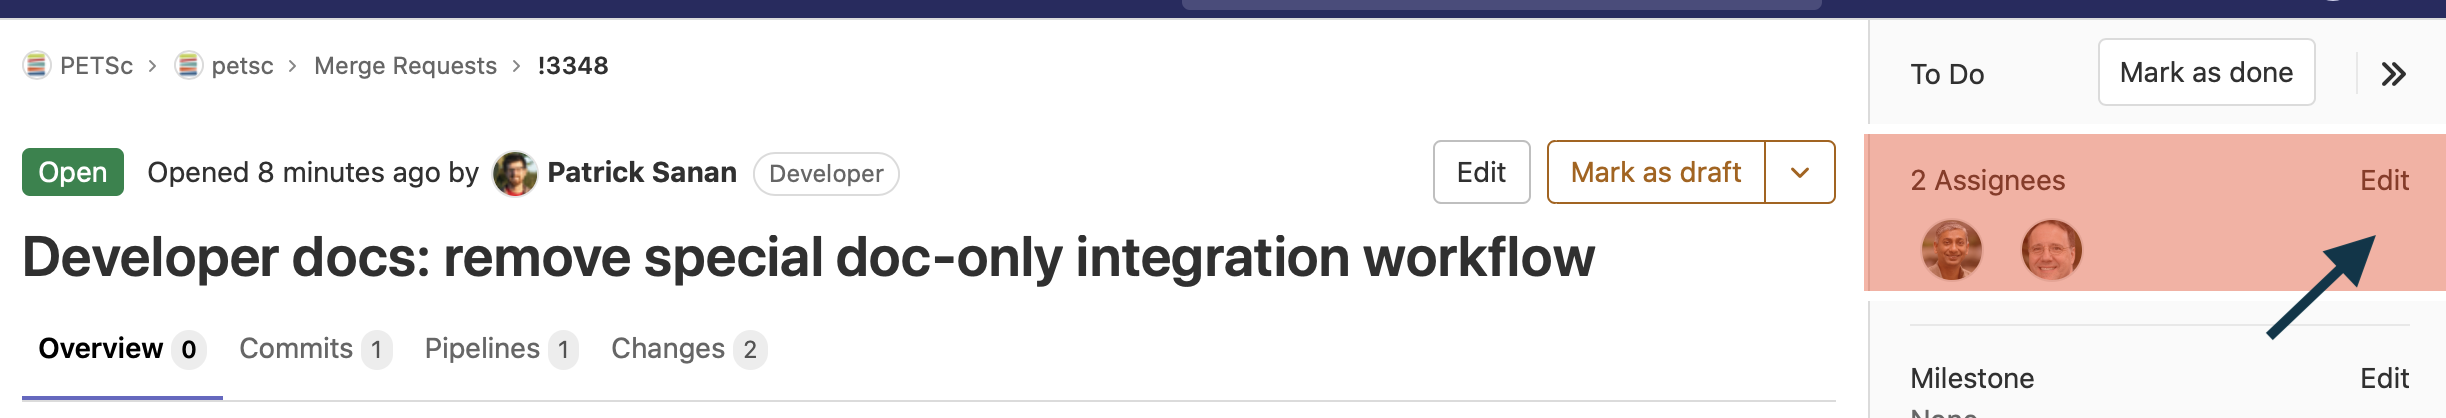 PETSc > petsc > Merge Requests > !3348
To Do Mark as done
Open Opened 8 minutes ago by Patrick Sanan Developer Edit Mark as draft
2 Assignees Edit
Developer docs: remove special doc-only integration workflow
Overview 0 Commits 1 Pipelines 1 Changes 2
Milestone Edit